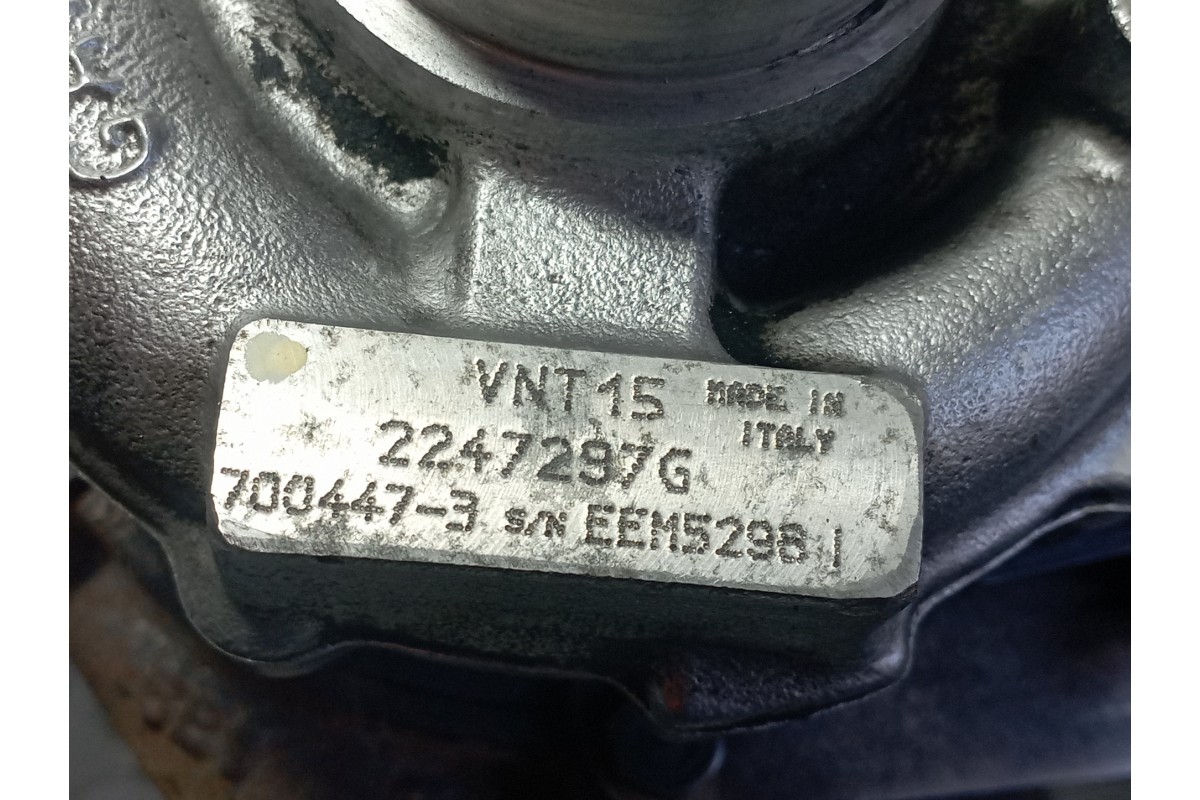 VNT15 MADE IN
ITALY
2247297G
700447-3 S/N EEM5298 I